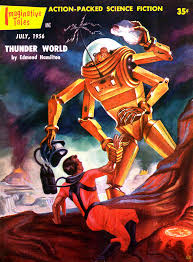 Imaginative Tales
ACTION-PACKED SCIENCE FICTION
35¢
JULY, 1956
THUNDER WORLD
by Edmond Hamilton